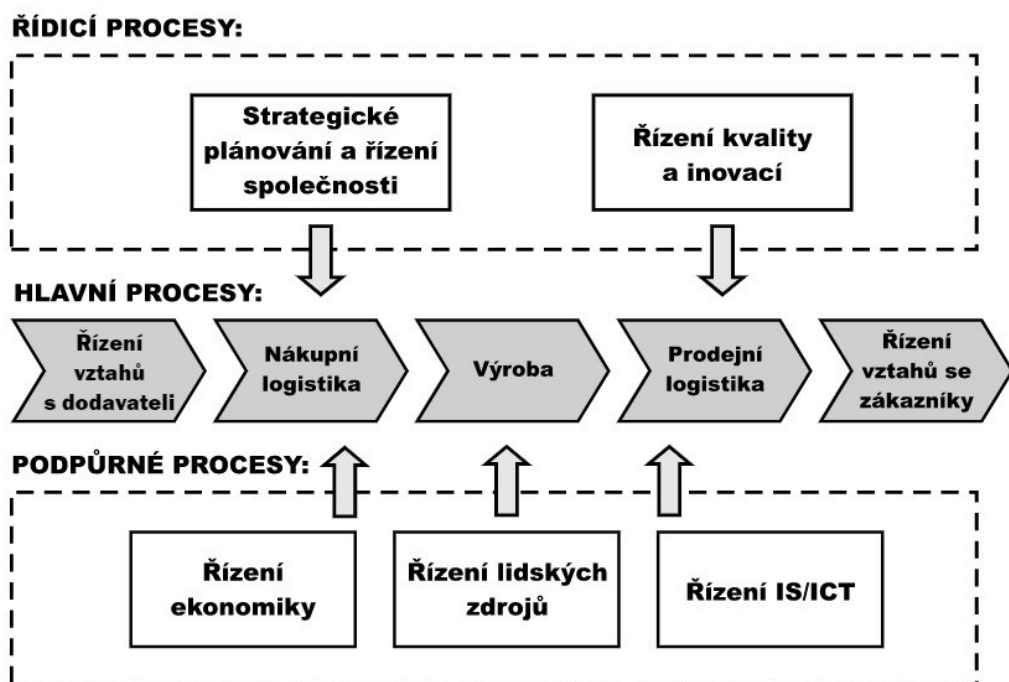 ŘÍDICÍ PROCESY:
Strategické
plánování a řízení
společnosti
Řízení kvality
a inovací
HLAVNÍ PROCESY:
Řízení
vztahů
s dodavateli
Nákupní
logistika
Výroba
Prodejní
logistika
Řízení
vztahů se
zákazníky
PODPŮRNÉ PROCESY:
Řízení
ekonomiky
Řízení lidských
zdrojů
Řízení IS/ICT